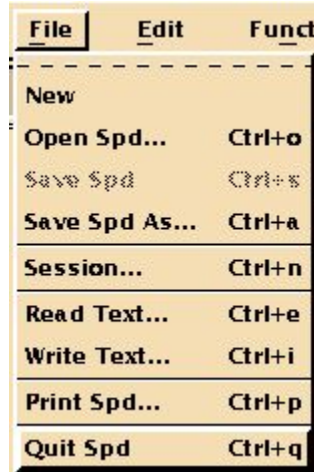 File Edit Funct
New
Open Spd... Ctrl+o
Save Spd Ctrl+s
Save Spd As... Ctrl+a
Session... Ctrl+n
Read Text... Ctrl+e
Write Text... Ctrl+i
Print Spd... Ctrl+p
Quit Spd Ctrl+q